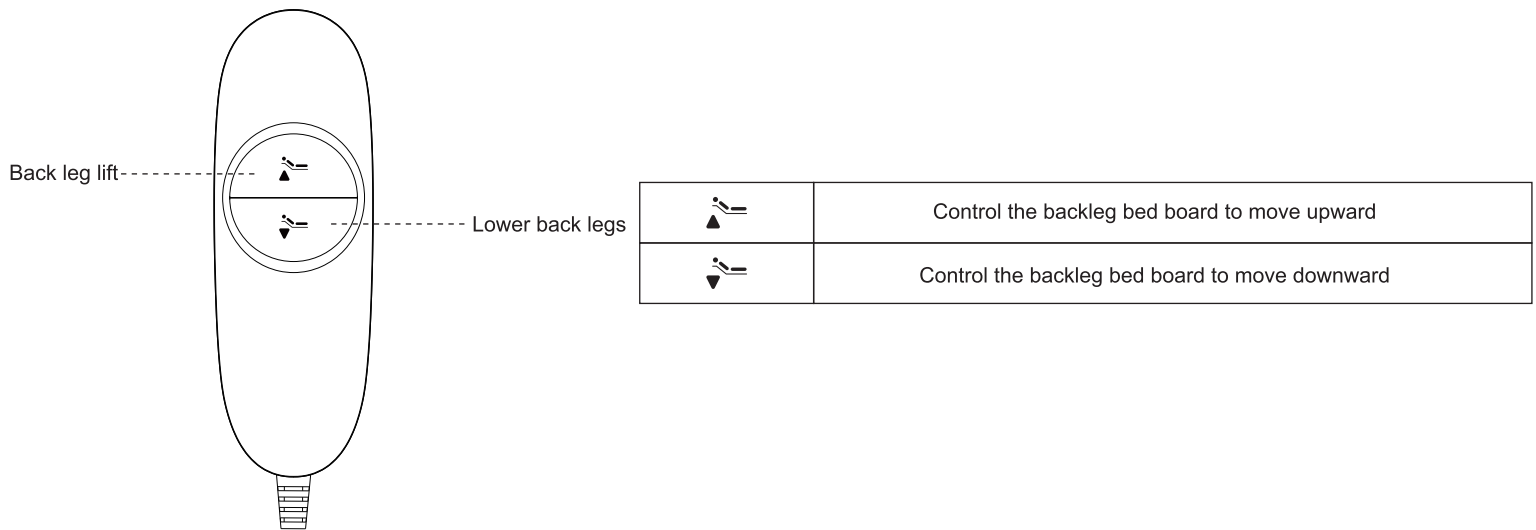 Back leg lift
Lower back legs
Control the backleg bed board to move upward
Control the backleg bed board to move downward